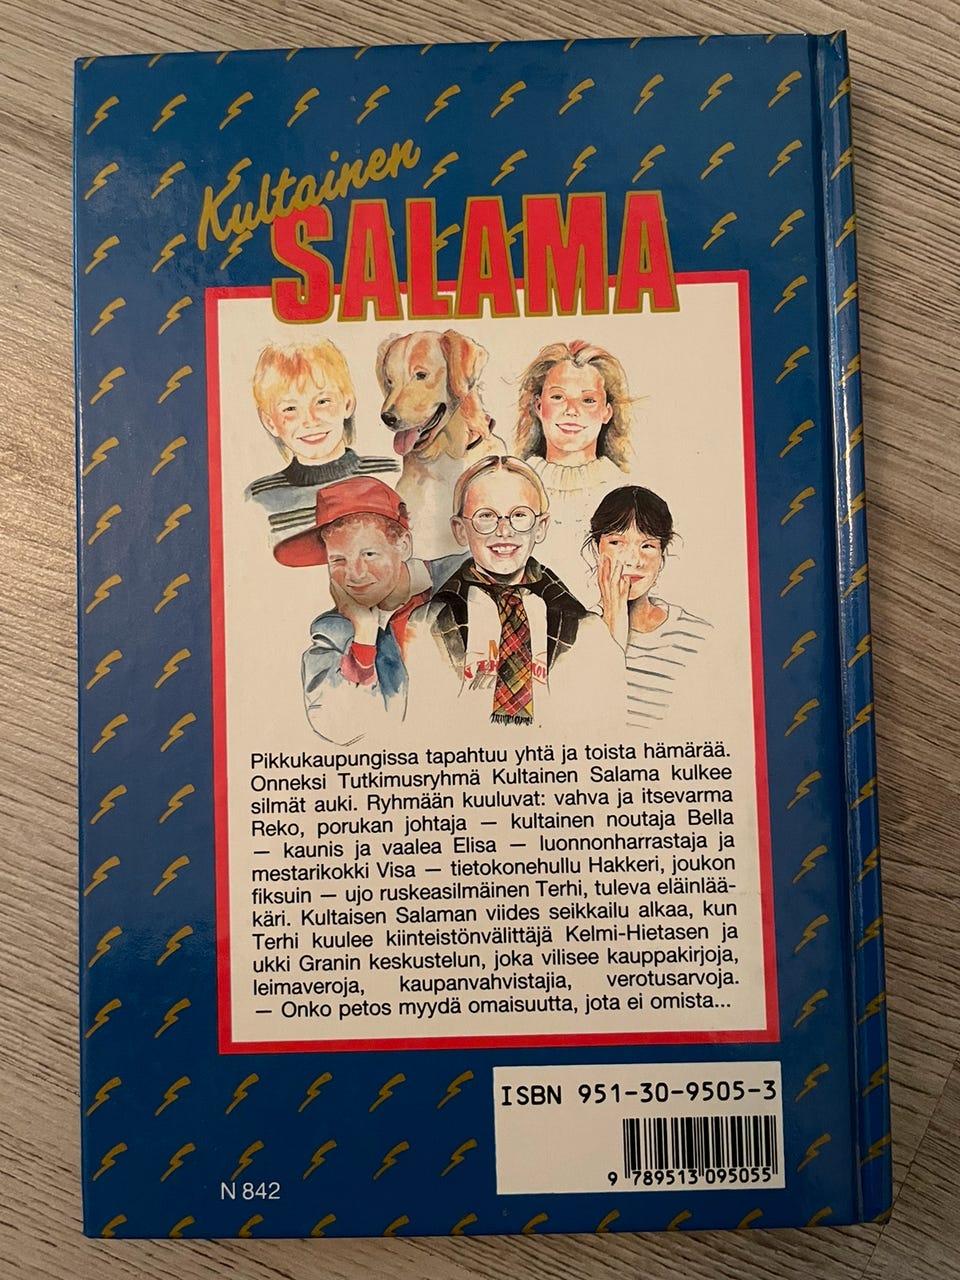 Kultainen
SALAMA
Pikkukaupungissa tapahtuu yhtä ja toista hämärää.
Onneksi Tutkimusryhmä Kultainen Salama kulkee
silmät auki. Ryhmään kuuluvat: vahva ja itsevarma
Reko, porukan johtaja — kultainen noutaja Bella
— kaunis ja vaalea Elisa — luonnonharrastaja ja
mestarikokki Visa — tietokonehullu Hakkeri, joukon
fiksuin — ujo ruskeasilmäinen Terhi, tuleva eläinlää-
käri. Kultaisen Salaman viides seikkailu alkaa, kun
Terhi kuulee kiinteistönvälittäjä Kelmi-Hietasen ja
ukki Granin keskustelun, joka vilisee kauppakirjoja,
leimaveroja, kaupanvahvistajia, verotusarvoja.
— Onko petos myydä omaisuutta, jota ei omista...
ISBN 951-30-9505-3
9 789513 095055
N 842